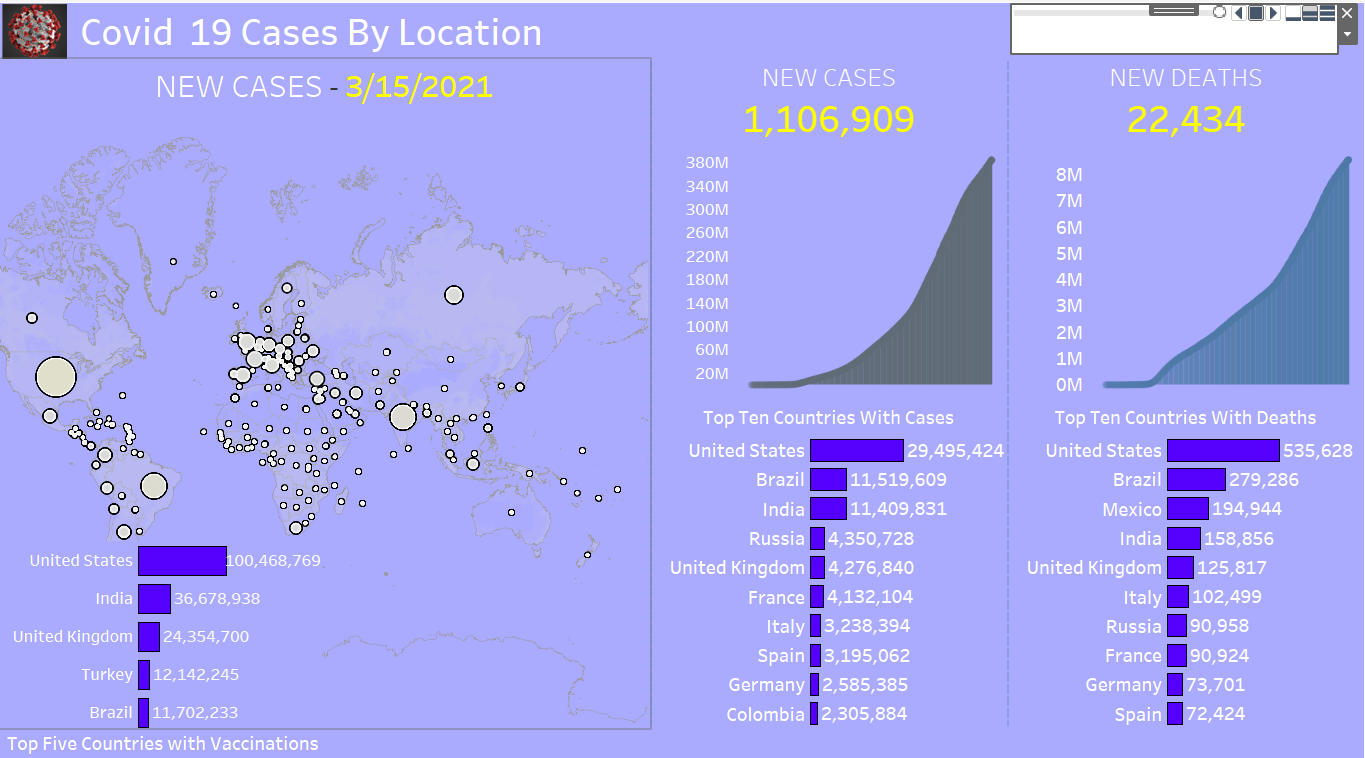 Covid 19 Cases By Location
NEW CASES - 3/15/2021
United States 100,468,769
India 36,678,938
United Kingdom 24,354,700
Turkey 12,142,245
Brazil 11,702,233
Top Five Countries with Vaccinations
NEW CASES
1,106,909
380M
340M
300M
260M
220M
180M
140M
100M
60M
20M
Top Ten Countries With Cases
United States 29,495,424
Brazil 11,519,609
India 11,409,831
Russia 4,350,728
United Kingdom 4,276,840
France 4,132,104
Italy 3,238,394
Spain 3,195,062
Germany 2,585,385
Colombia 2,305,884
NEW DEATHS
22,434
8M
7M
6M
5M
4M
3M
2M
1M
0M
Top Ten Countries With Deaths
United States 535,628
Brazil 279,286
Mexico 194,944
India 158,856
United Kingdom 125,817
Italy 102,499
Russia 90,958
France 90,924
Germany 73,701
Spain 72,424